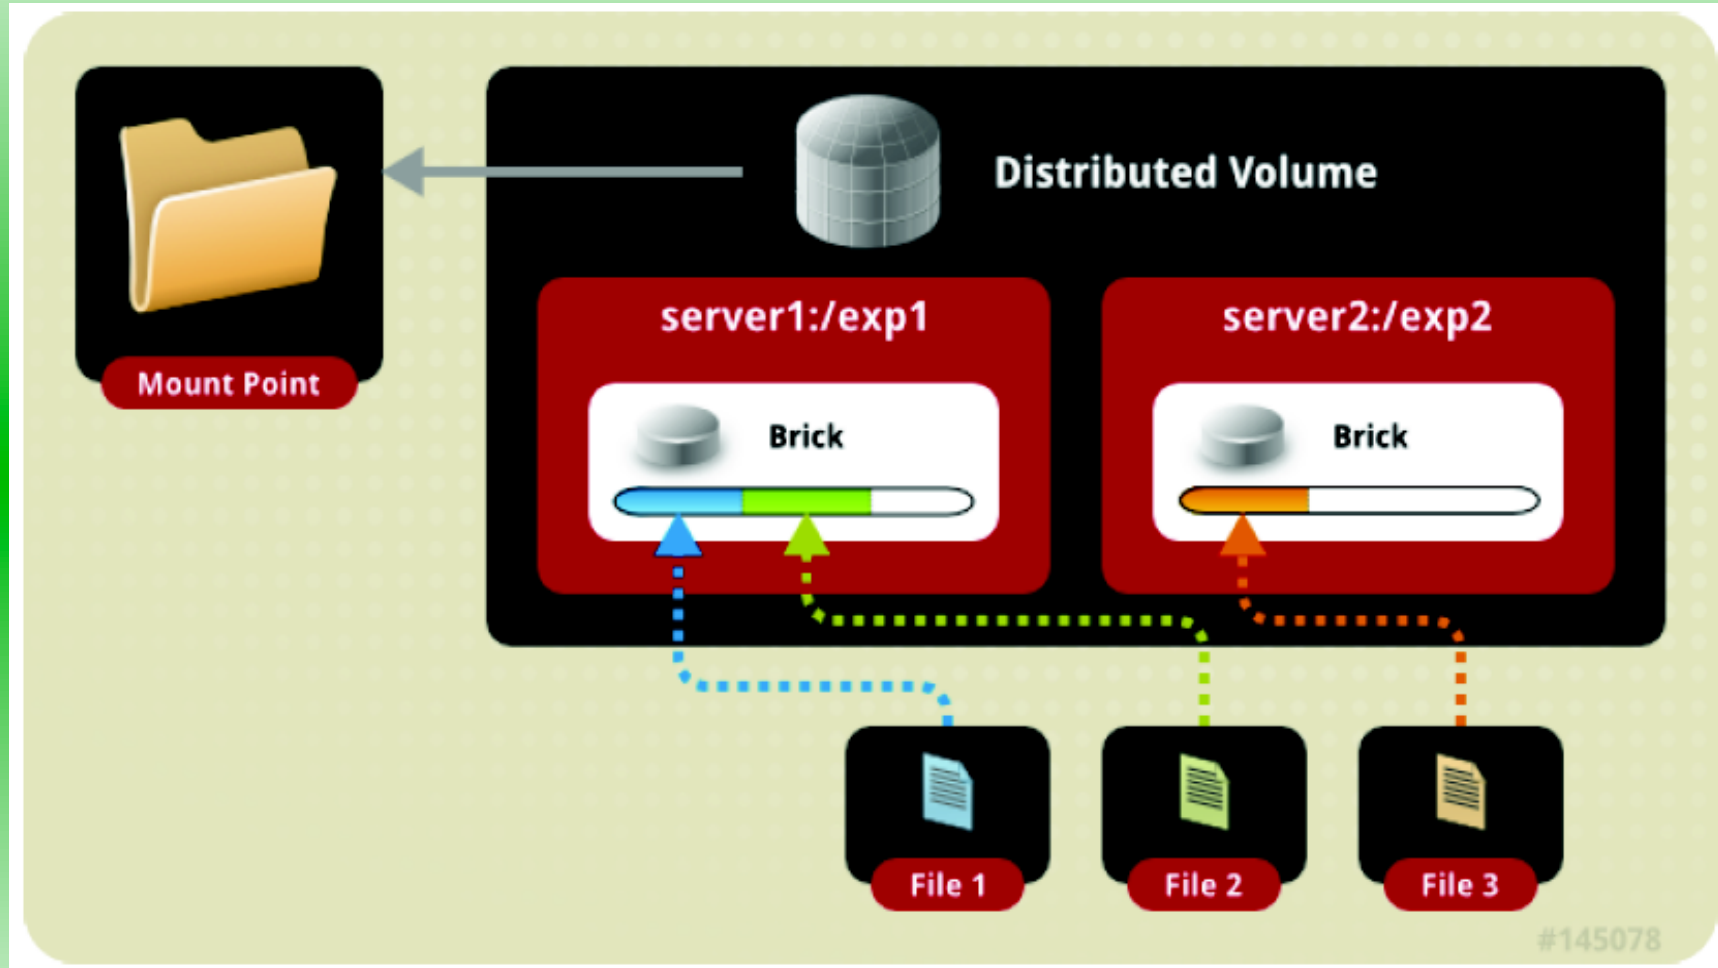 Distributed Volume
Mount Point
server1:/exp1
server2:/exp2
Brick
Brick
File 1
File 2
File 3
#145078